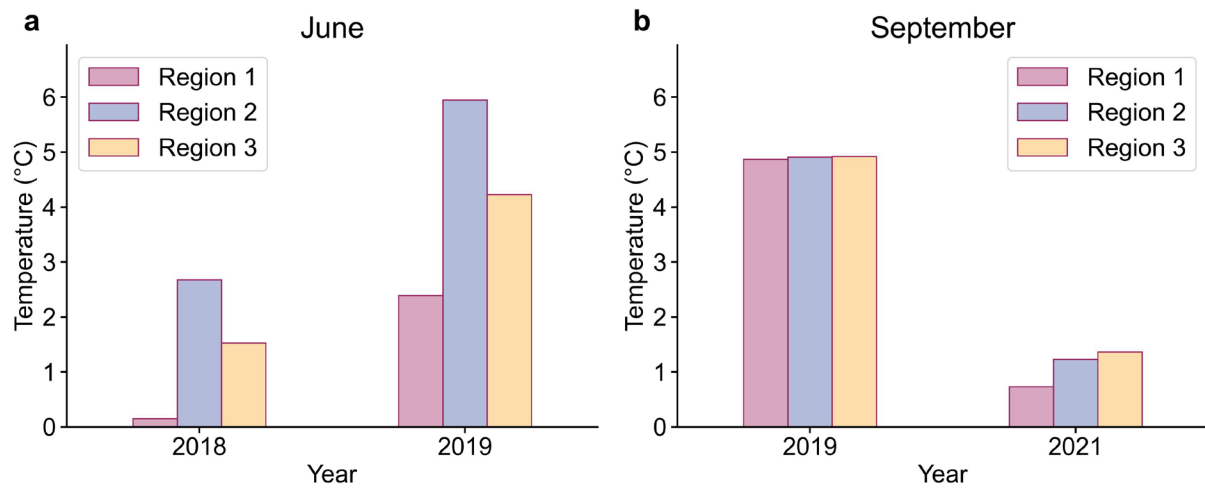 a
June
Temperature (°C)
6
5
4
3
2
1
0
Region 1
Region 2
Region 3
2018
2019
Year
b
September
Temperature (°C)
6
5
4
3
2
1
0
Region 1
Region 2
Region 3
2019
2021
Year